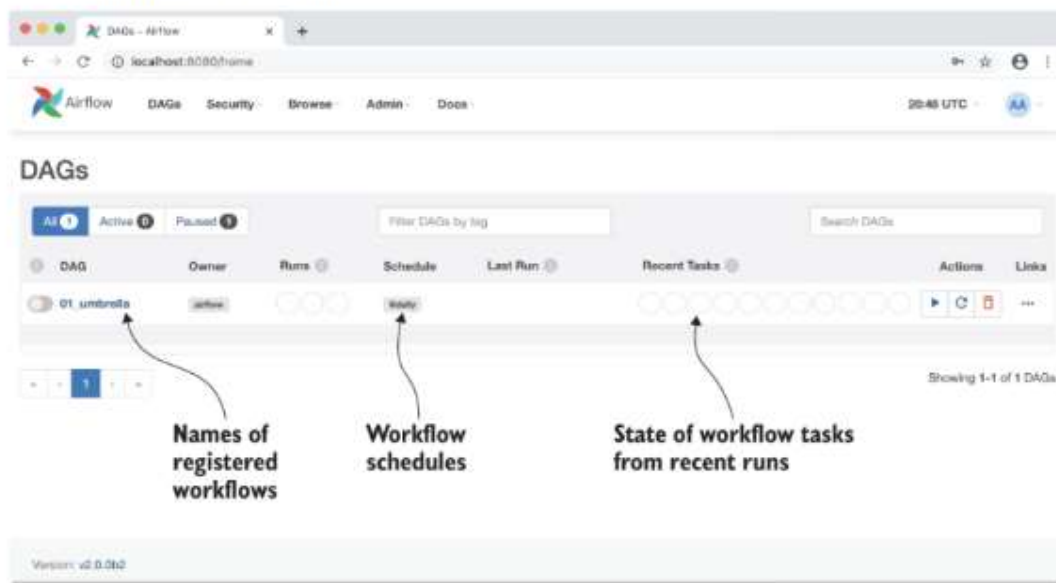 DAGs - Airflow
localhost:8080/home
Airflow DAGs Security Browse Admin Docs 20:46 UTC AA
DAGs
All 1 Active 0 Paused 1 Filter DAGs by tag Search DAGs
DAG Owner Runs Schedule Last Run Recent Tasks Actions Links
01_umbrella airflow
« ‹ 1 › » Showing 1-1 of 1 DAGs
Names of registered workflows
Workflow schedules
State of workflow tasks from recent runs
Version: v2.0.0b2